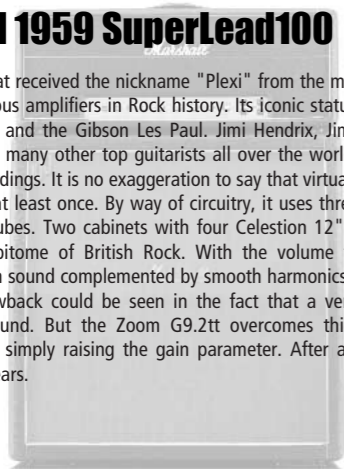 1959 SuperLead100
Marshall
at received the nickname "Plexi" from the m
ous amplifiers in Rock history. Its iconic statu
and the Gibson Les Paul. Jimi Hendrix, Jim
many other top guitarists all over the worl
dings. It is no exaggeration to say that virtua
at least once. By way of circuitry, it uses thre
ubes. Two cabinets with four Celestion 12"
pitome of British Rock. With the volume
sound complemented by smooth harmonics
wback could be seen in the fact that a ve
und. But the Zoom G9.2tt overcomes thi
simply raising the gain parameter. After a
ears.